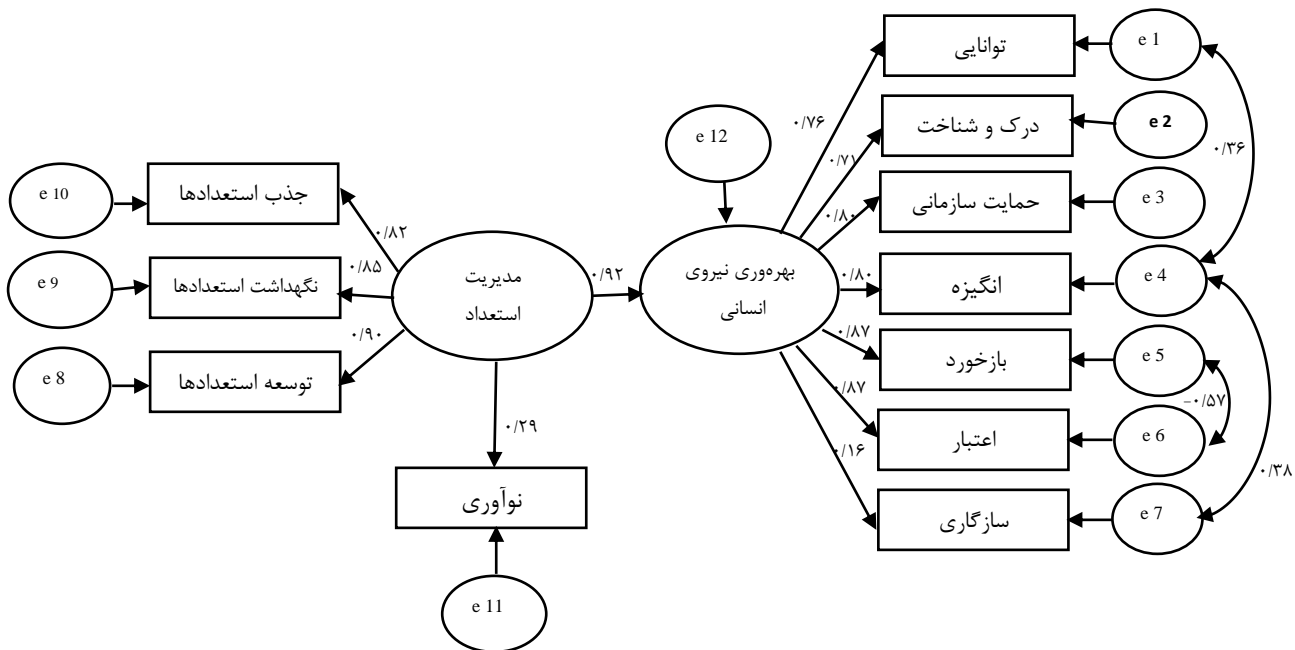 e 1
توانایی
۰/۷۶
e 2
درک و شناخت
۰/۷۱
۰/۳۶
e 12
e 3
حمایت سازمانی
۰/۸۰
e 10
جذب استعدادها
۰/۸۲
e 9
نگهداشت استعدادها
۰/۸۵
مدیریت
استعداد
۰/۹۲
بهره‌وری نیروی
انسانی
e 4
انگیزه
۰/۸۰
e 8
توسعه استعدادها
۰/۹۰
e 5
بازخورد
۰/۸۷
-۰/۵۷
e 6
اعتبار
۰/۸۷
۰/۳۸
e 7
سازگاری
۰/۱۶
۰/۲۹
نوآوری
e 11